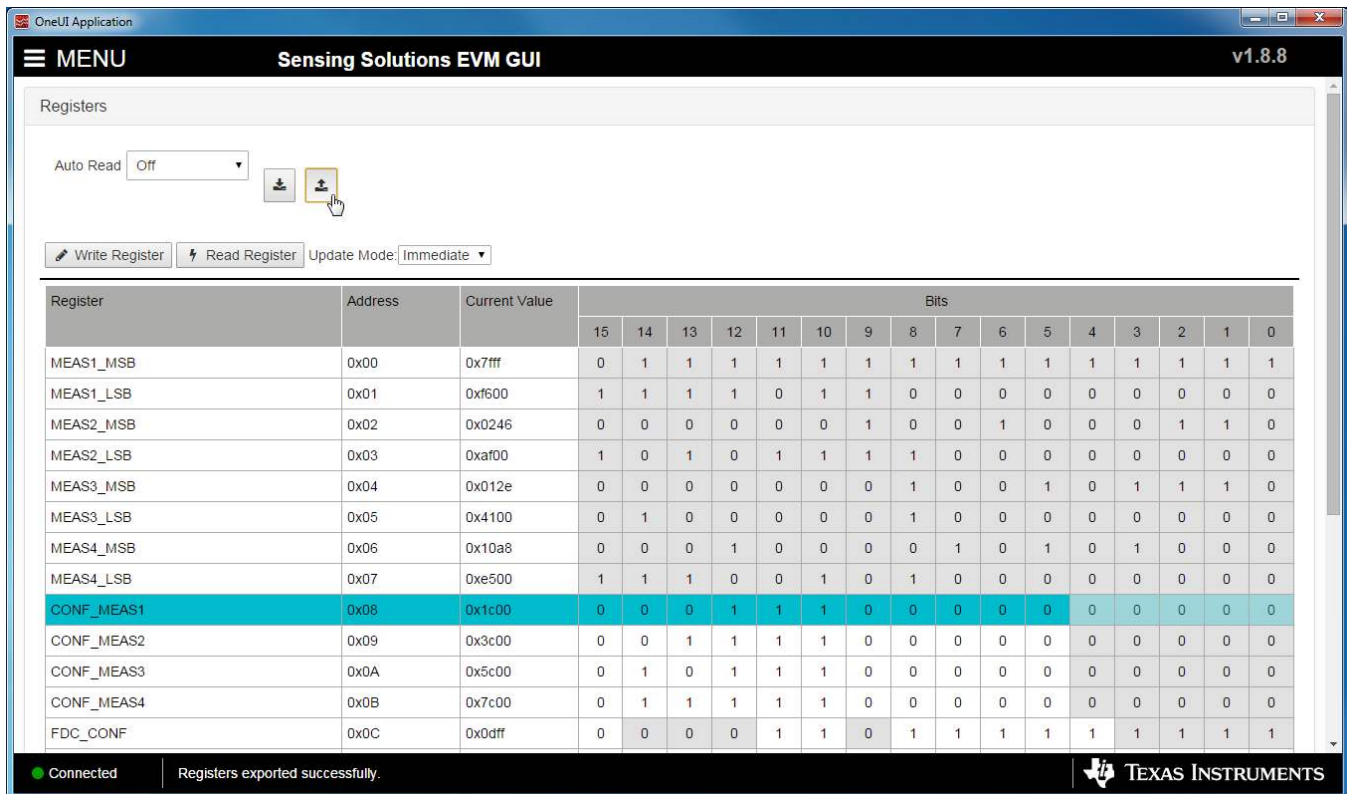 OneUI Application
MENU Sensing Solutions EVM GUI v1.8.8
Registers
Auto Read Off
Write Register Read Register Update Mode: Immediate
Register Address Current Value Bits
15 14 13 12 11 10 9 8 7 6 5 4 3 2 1 0
MEAS1_MSB 0x00 0x7fff 0 1 1 1 1 1 1 1 1 1 1 1 1 1 1 1
MEAS1_LSB 0x01 0xf600 1 1 1 1 0 1 1 0 0 0 0 0 0 0 0 0
MEAS2_MSB 0x02 0x0246 0 0 0 0 0 0 1 0 0 1 0 0 0 1 1 0
MEAS2_LSB 0x03 0xaf00 1 0 1 0 1 1 1 1 0 0 0 0 0 0 0 0
MEAS3_MSB 0x04 0x012e 0 0 0 0 0 0 0 1 0 0 1 0 1 1 1 0
MEAS3_LSB 0x05 0x4100 0 1 0 0 0 0 0 1 0 0 0 0 0 0 0 0
MEAS4_MSB 0x06 0x10a8 0 0 0 1 0 0 0 0 1 0 1 0 1 0 0 0
MEAS4_LSB 0x07 0xe500 1 1 1 0 0 1 0 1 0 0 0 0 0 0 0 0
CONF_MEAS1 0x08 0x1c00 0 0 0 1 1 1 0 0 0 0 0 0 0 0 0 0
CONF_MEAS2 0x09 0x3c00 0 0 1 1 1 1 0 0 0 0 0 0 0 0 0 0
CONF_MEAS3 0x0A 0x5c00 0 1 0 1 1 1 0 0 0 0 0 0 0 0 0 0
CONF_MEAS4 0x0B 0x7c00 0 1 1 1 1 1 0 0 0 0 0 0 0 0 0 0
FDC_CONF 0x0C 0x0dff 0 0 0 0 1 1 0 1 1 1 1 1 1 1 1 1
Connected Registers exported successfully. TEXAS INSTRUMENTS